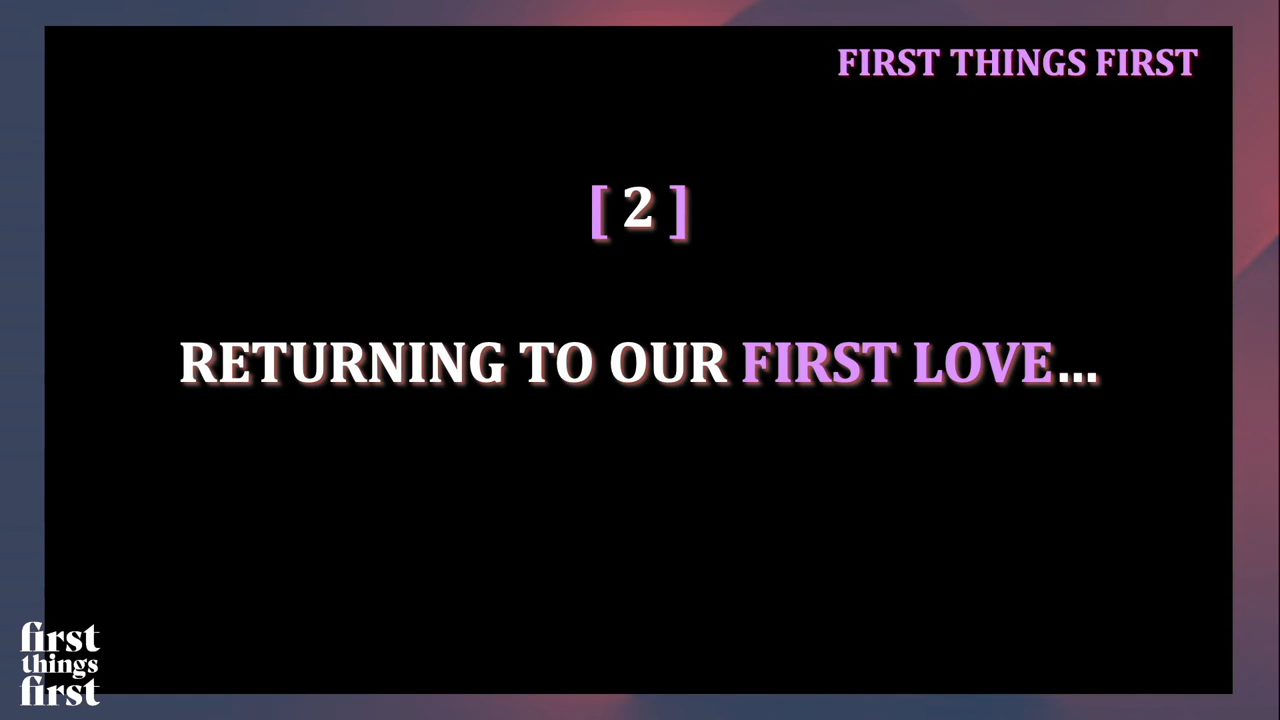 FIRST THINGS FIRST
[ 2 ]
RETURNING TO OUR FIRST LOVE...
first
things
first